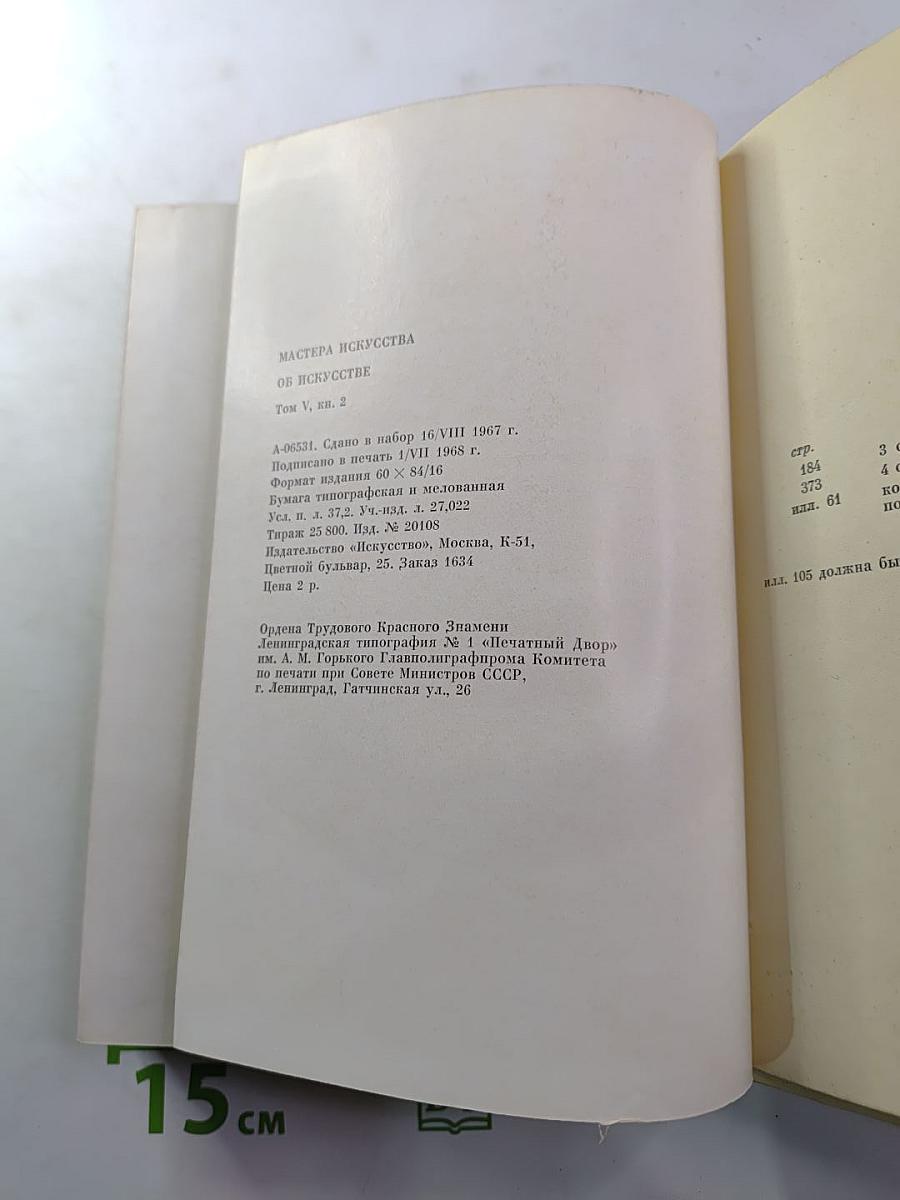 МАСТЕРА ИСКУССТВА
ОБ ИСКУССТВЕ
Том V, кн. 2
А-06531. Сдано в набор 16/VIII 1967 г.
Подписано в печать 1/VII 1968 г.
Формат издания 60 × 84/16
Бумага типографская и мелованная
Усл. п. л. 37,2. Уч.-изд. л. 27,022
Тираж 25 800. Изд. № 20108
Издательство «Искусство», Москва, К-51,
Цветной бульвар, 25. Заказ 1634
Цена 2 р.
Ордена Трудового Красного Знамени
Ленинградская типография № 1 «Печатный Двор»
им. А. М. Горького Главполиграфпрома Комитета
по печати при Совете Министров СССР,
г. Ленинград, Гатчинская ул., 26
стр.
184 3
373 4
илл. 61
илл. 105 должна
15 см